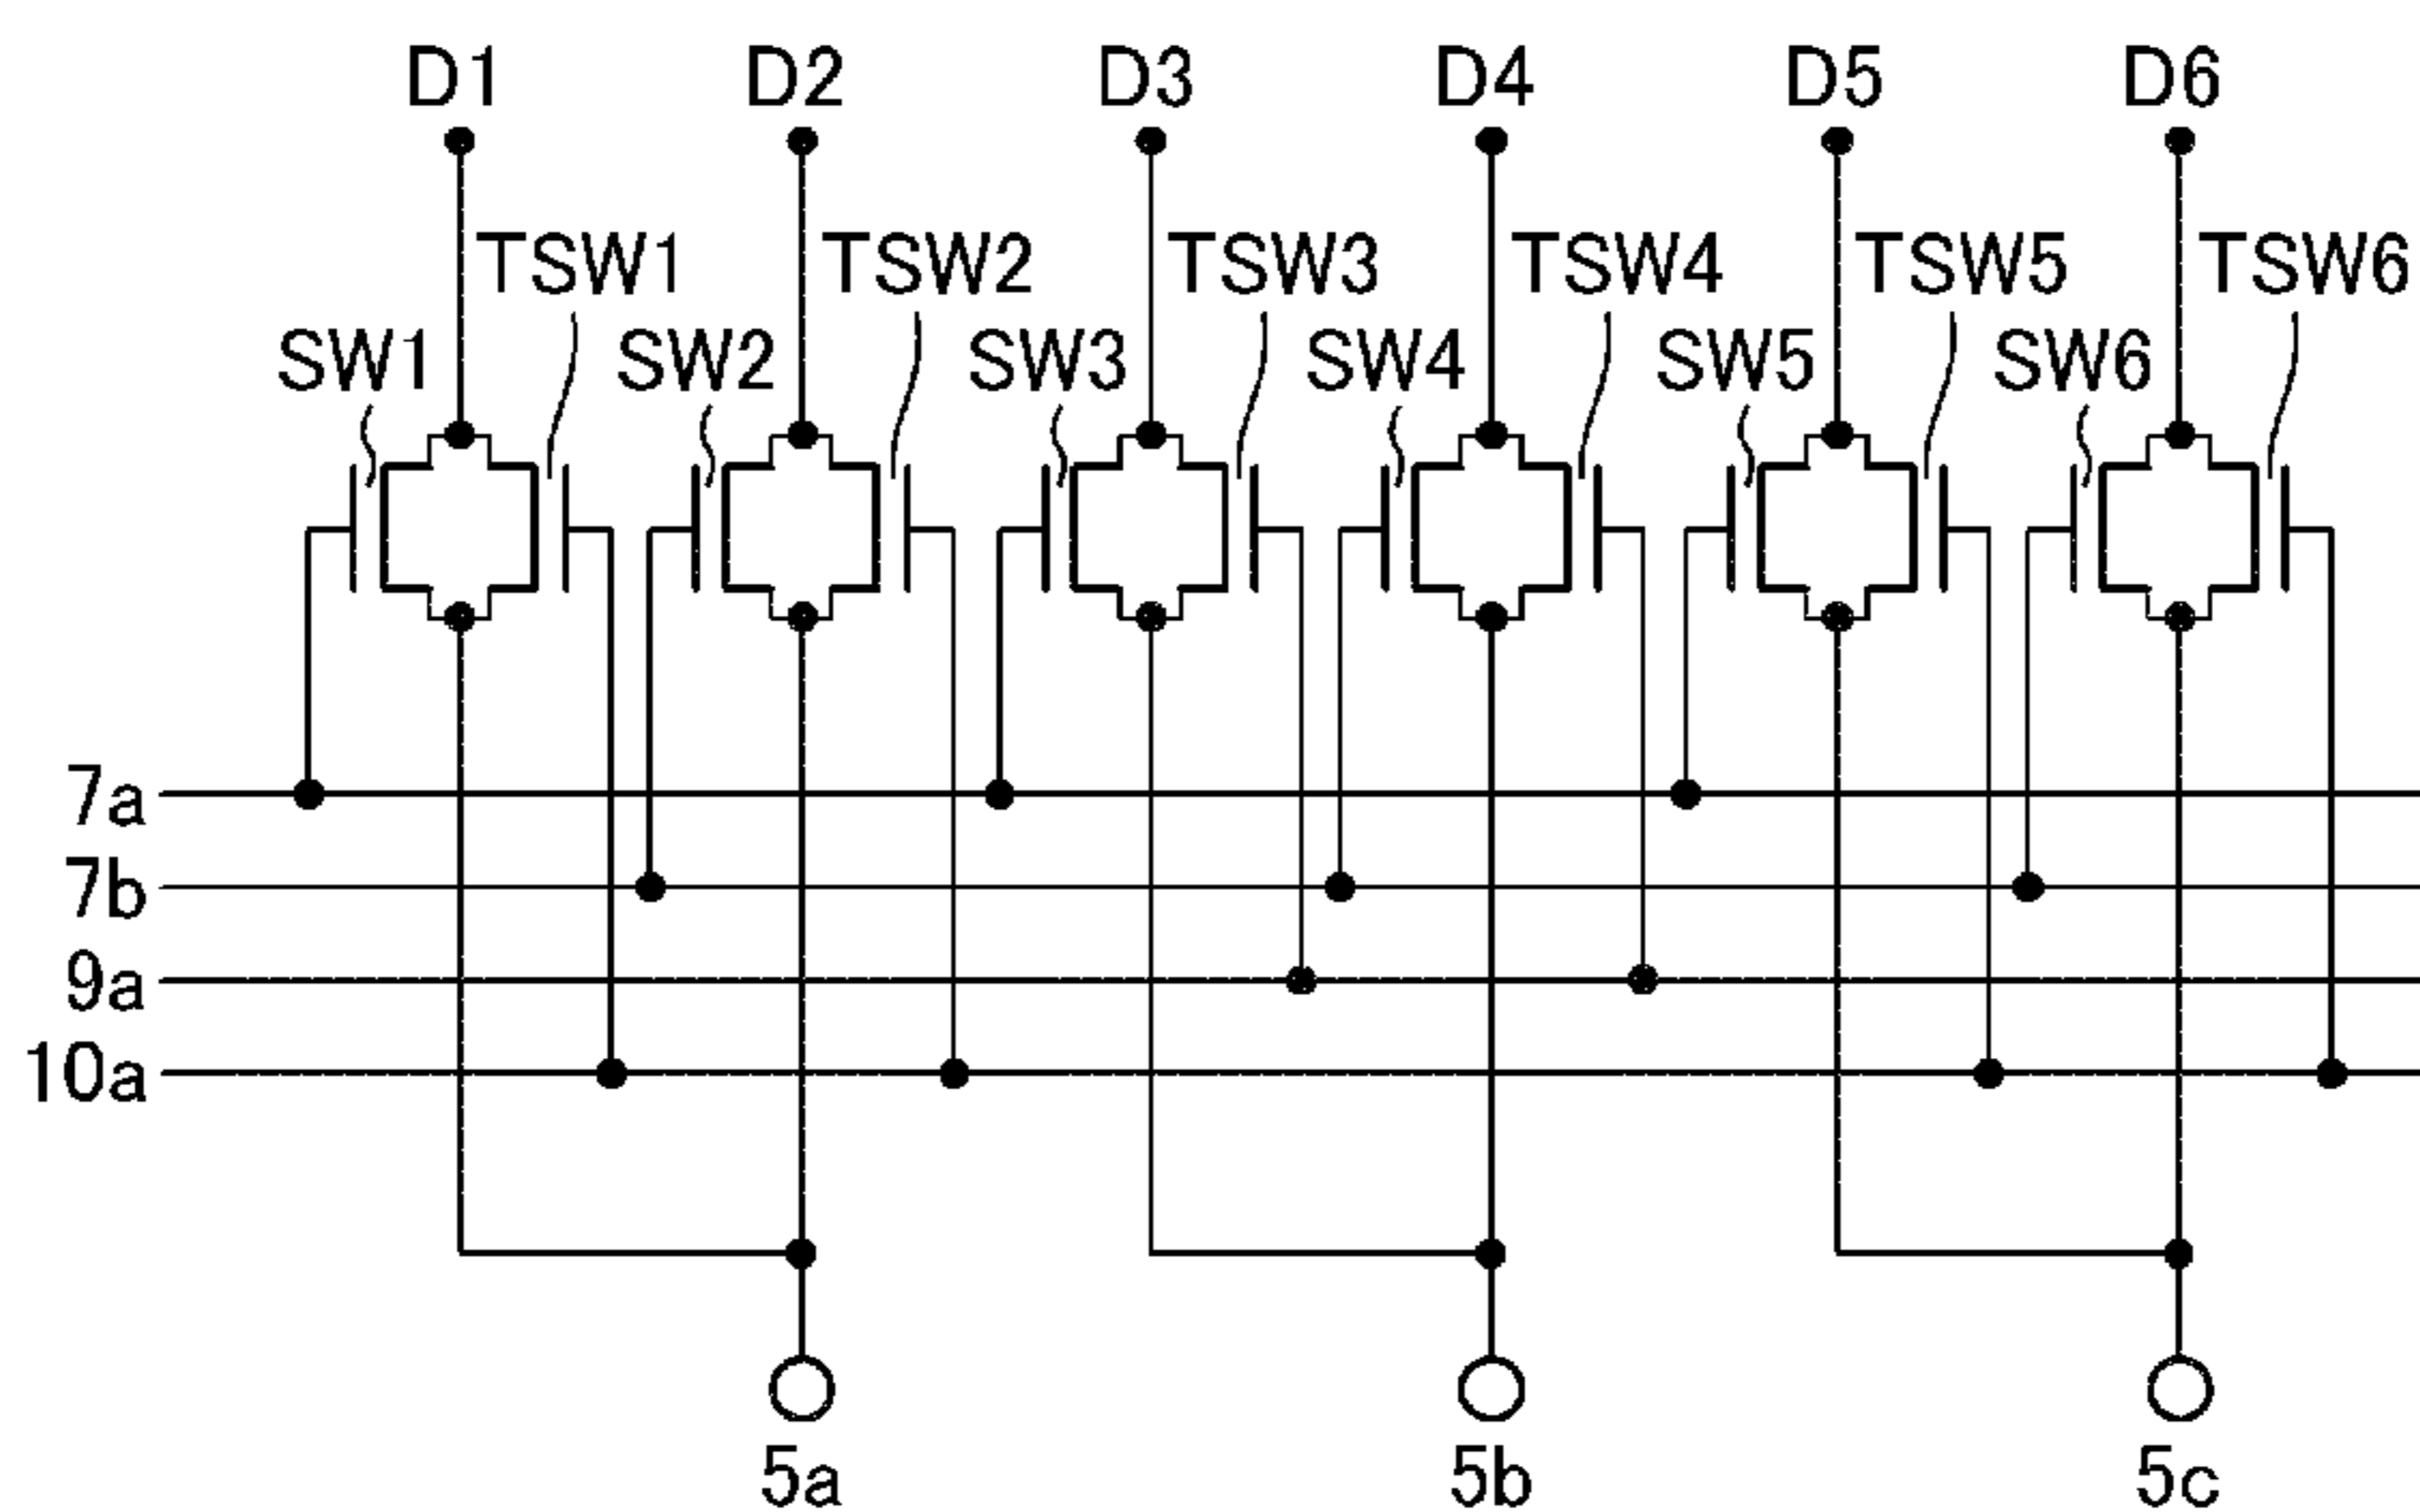 D1 D2 D3 D4 D5 D6
TSW1 TSW2 TSW3 TSW4 TSW5 TSW6
SW1 SW2 SW3 SW4 SW5 SW6
7a
7b
9a
10a
5a 5b 5c